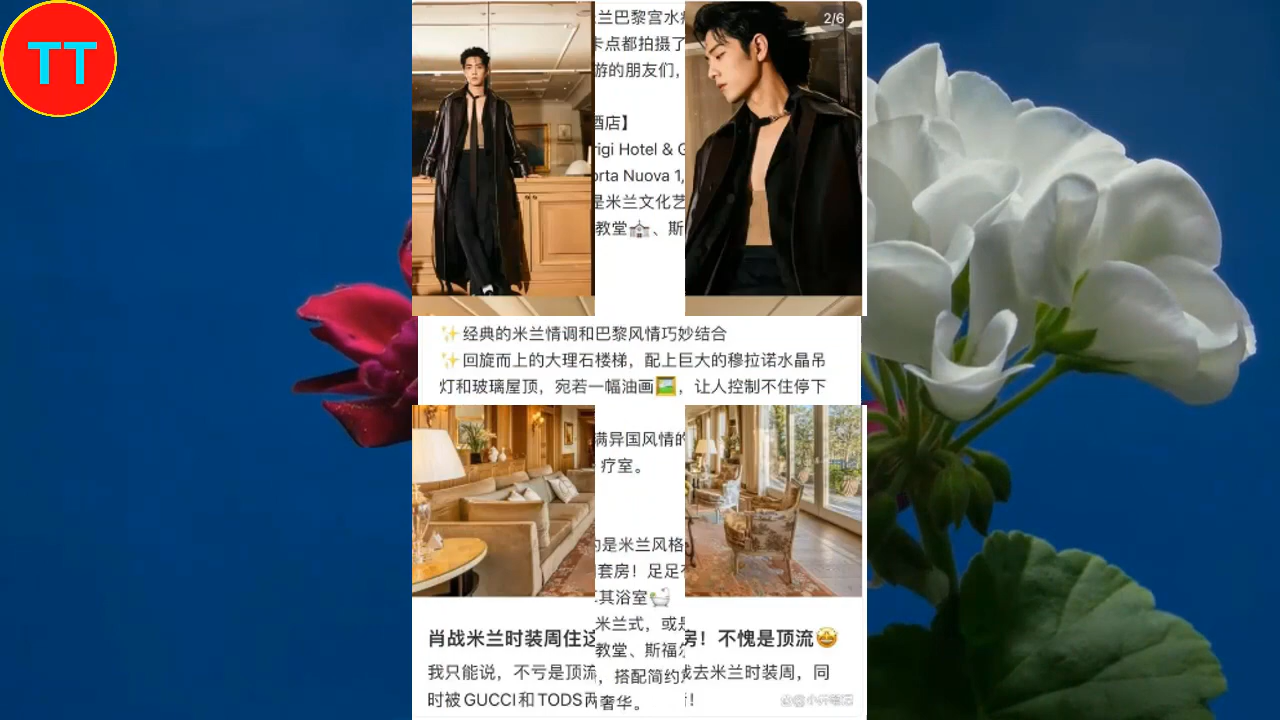 TT
2/6
兰巴黎宫水
卡点都拍摄了
游的朋友们，
酒店】
rigi Hotel & G
orta Nuova 1,
是米兰文化艺
教堂⛪、斯
✨经典的米兰情调和巴黎风情巧妙结合
✨回旋而上的大理石楼梯，配上巨大的穆拉诺水晶吊
灯和玻璃屋顶，宛若一幅油画🖼️，让人控制不住停下
满异国风情的
疗室。
的是米兰风格
套房！足足
其浴室🛀
米兰式，或是
教堂、斯福尔
，搭配简约
奢华。
肖战米兰时装周住这
房！不愧是顶流🤩
我只能说，不亏是顶流
战去米兰时装周，同
时被GUCCI和TODS两
！